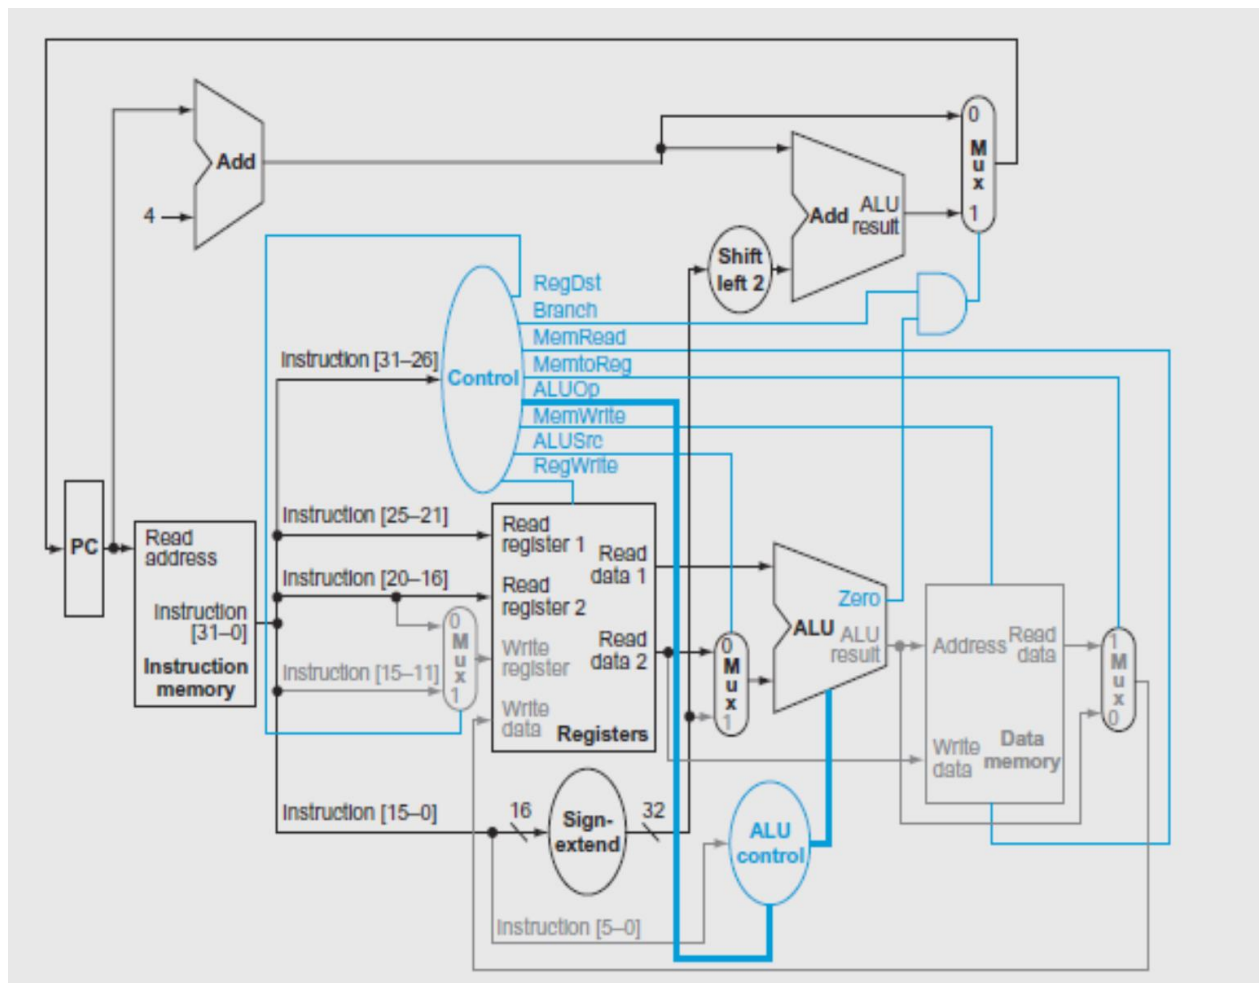 0
M
u
x
1
Add
4
Add ALU
result
Shift
left 2
RegDst
Branch
MemRead
MemtoReg
ALUOp
MemWrite
ALUSrc
RegWrite
Control
Instruction [31–26]
Instruction [25–21]
Instruction [20–16]
Instruction [15–11]
Instruction [15–0]
PC
Read
address
Instruction
[31–0]
Instruction
memory
0
M
u
x
1
Read
register 1
Read
register 2
Write
register
Write
data
Read
data 1
Read
data 2
Registers
0
M
u
x
1
Zero
ALU
ALU
result
Address
Read
data
Write
data
Data
memory
1
M
u
x
0
16
Sign-
extend
32
ALU
control
Instruction [5–0]